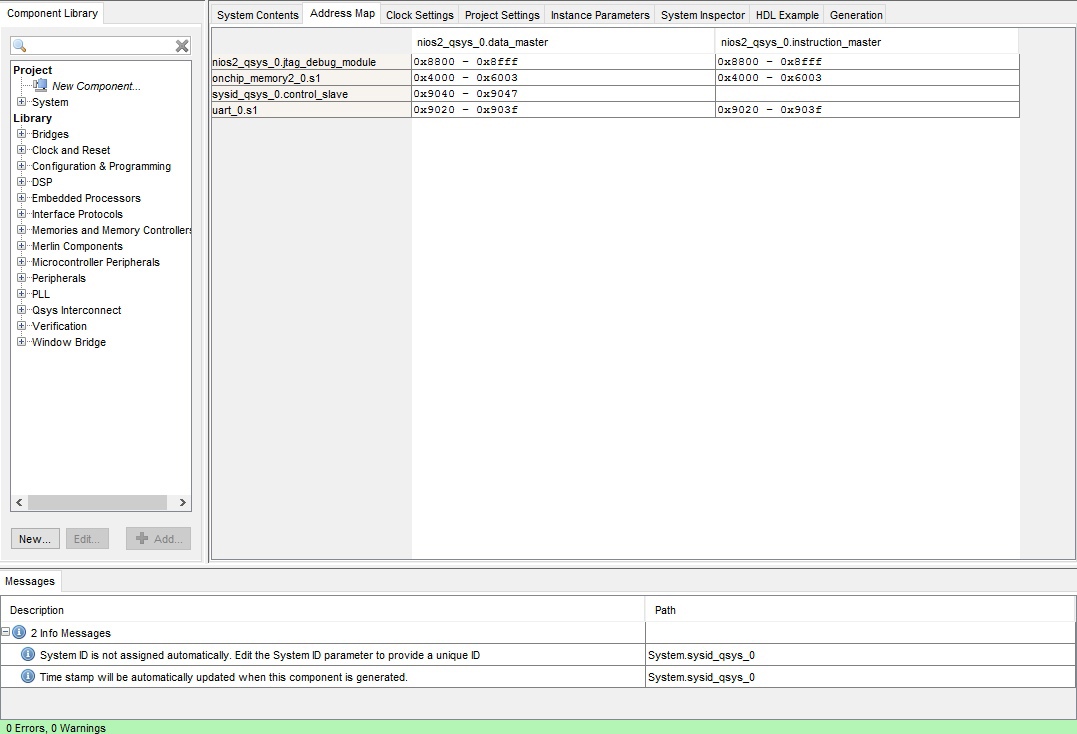 Component Library
System Contents Address Map Clock Settings Project Settings Instance Parameters System Inspector HDL Example Generation
Project
New Component...
System
Library
Bridges
Clock and Reset
Configuration & Programming
DSP
Embedded Processors
Interface Protocols
Memories and Memory Controllers
Merlin Components
Microcontroller Peripherals
Peripherals
PLL
Qsys Interconnect
Verification
Window Bridge
New... Edit... Add...
nios2_qsys_0.data_master nios2_qsys_0.instruction_master
nios2_qsys_0.jtag_debug_module 0x8800 - 0x8fff 0x8800 - 0x8fff
onchip_memory2_0.s1 0x4000 - 0x6003 0x4000 - 0x6003
sysid_qsys_0.control_slave 0x9040 - 0x9047
uart_0.s1 0x9020 - 0x903f 0x9020 - 0x903f
Messages
Description Path
2 Info Messages
System ID is not assigned automatically. Edit the System ID parameter to provide a unique ID System.sysid_qsys_0
Time stamp will be automatically updated when this component is generated. System.sysid_qsys_0
0 Errors, 0 Warnings